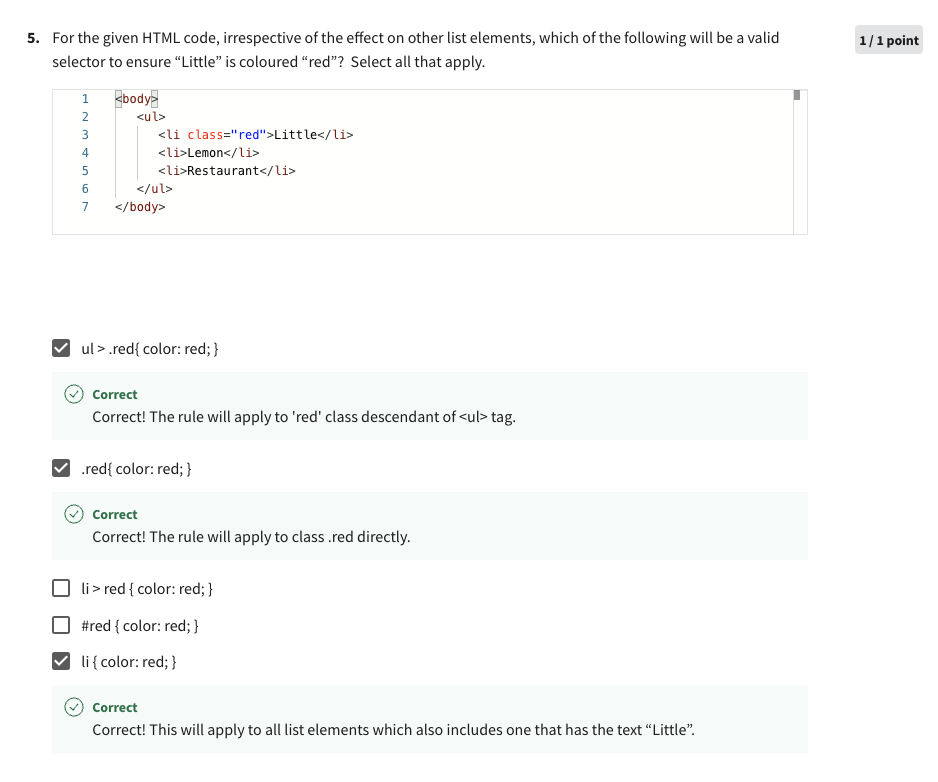 5. For the given HTML code, irrespective of the effect on other list elements, which of the following will be a valid
1 / 1 point
selector to ensure “Little” is coloured “red”?  Select all that apply.
1 <body>
2 <ul>
3 <li class="red">Little</li>
4 <li>Lemon</li>
5 <li>Restaurant</li>
6 </ul>
7 </body>
ul > .red{ color: red; }
Correct
Correct! The rule will apply to 'red' class descendant of <ul> tag.
.red{ color: red; }
Correct
Correct! The rule will apply to class .red directly.
li > red { color: red; }
#red { color: red; }
li { color: red; }
Correct
Correct! This will apply to all list elements which also includes one that has the text “Little”.